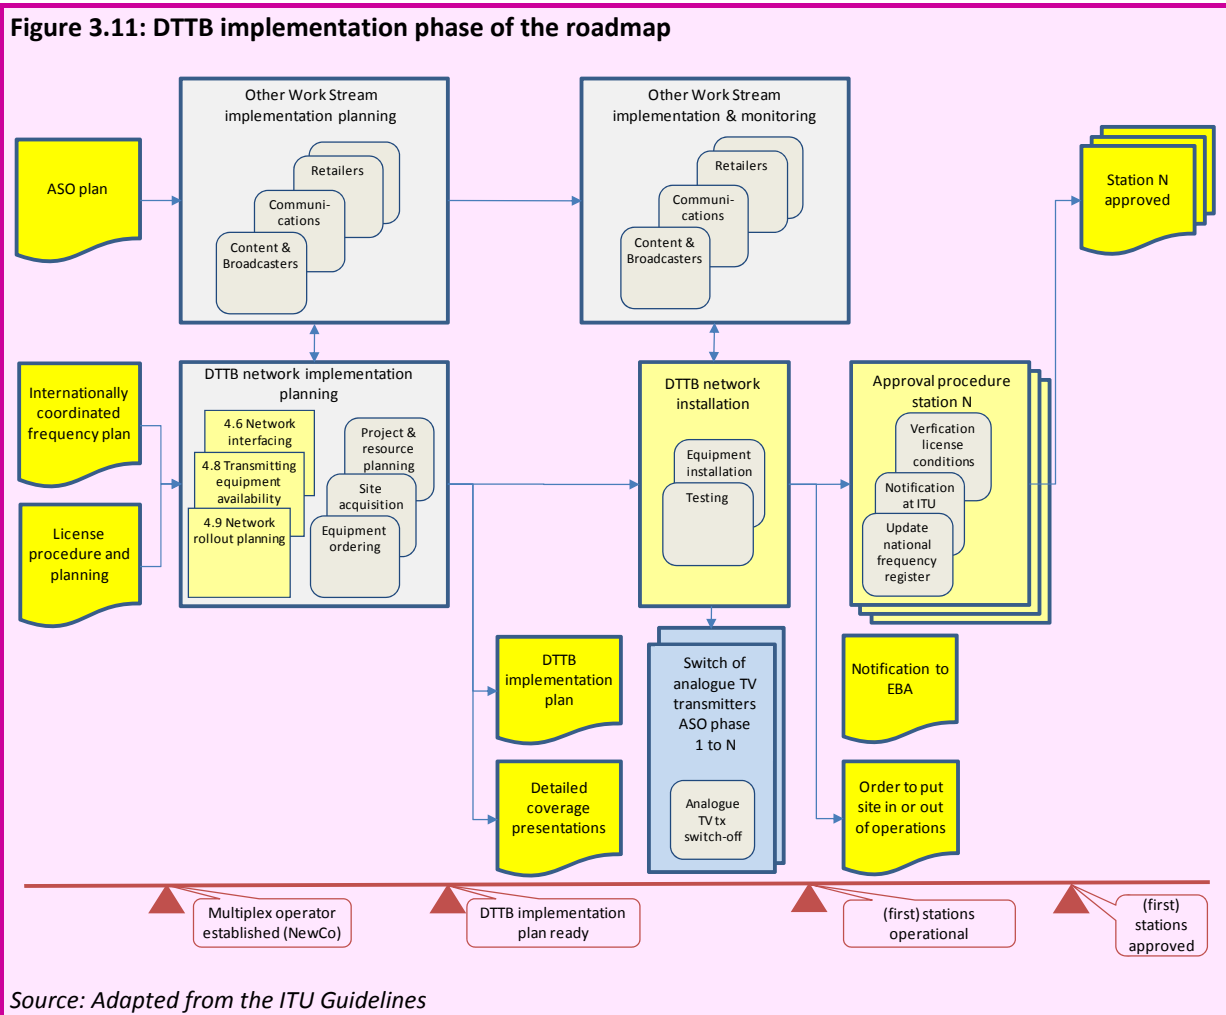 Figure 3.11: DTTB implementation phase of the roadmap
Other Work Stream
implementation planning
Retailers
Communi-
cations
Content &
Broadcasters
Other Work Stream
implementation & monitoring
Retailers
Communi-
cations
Content &
Broadcasters
ASO plan
Station N
approved
Internationally
coordinated
frequency plan
License
procedure and
planning
DTTB network implementation
planning
4.6 Network
interfacing
4.8 Transmitting
equipment
availability
4.9 Network
rollout planning
Project &
resource
planning
Site
acquisition
Equipment
ordering
DTTB network
installation
Equipment
installation
Testing
Approval procedure
station N
Verfication
license
conditions
Notification
at ITU
Update
national
frequency
register
DTTB
implementation
plan
Detailed
coverage
presentations
Switch of
analogue TV
transmitters
ASO phase
1 to N
Analogue
TV tx
switch-off
Notification to
EBA
Order to put
site in or out
of operations
Multiplex operator
established (NewCo)
DTTB implementation
plan ready
(first) stations
operational
(first)
stations
approved
Source: Adapted from the ITU Guidelines